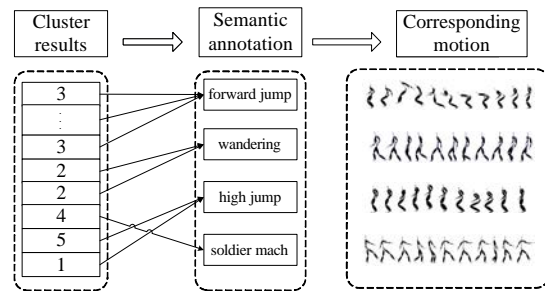 Cluster results
Semantic annotation
Corresponding motion
3
⋮
3
2
2
4
5
1
forward jump
wandering
high jump
soldier mach